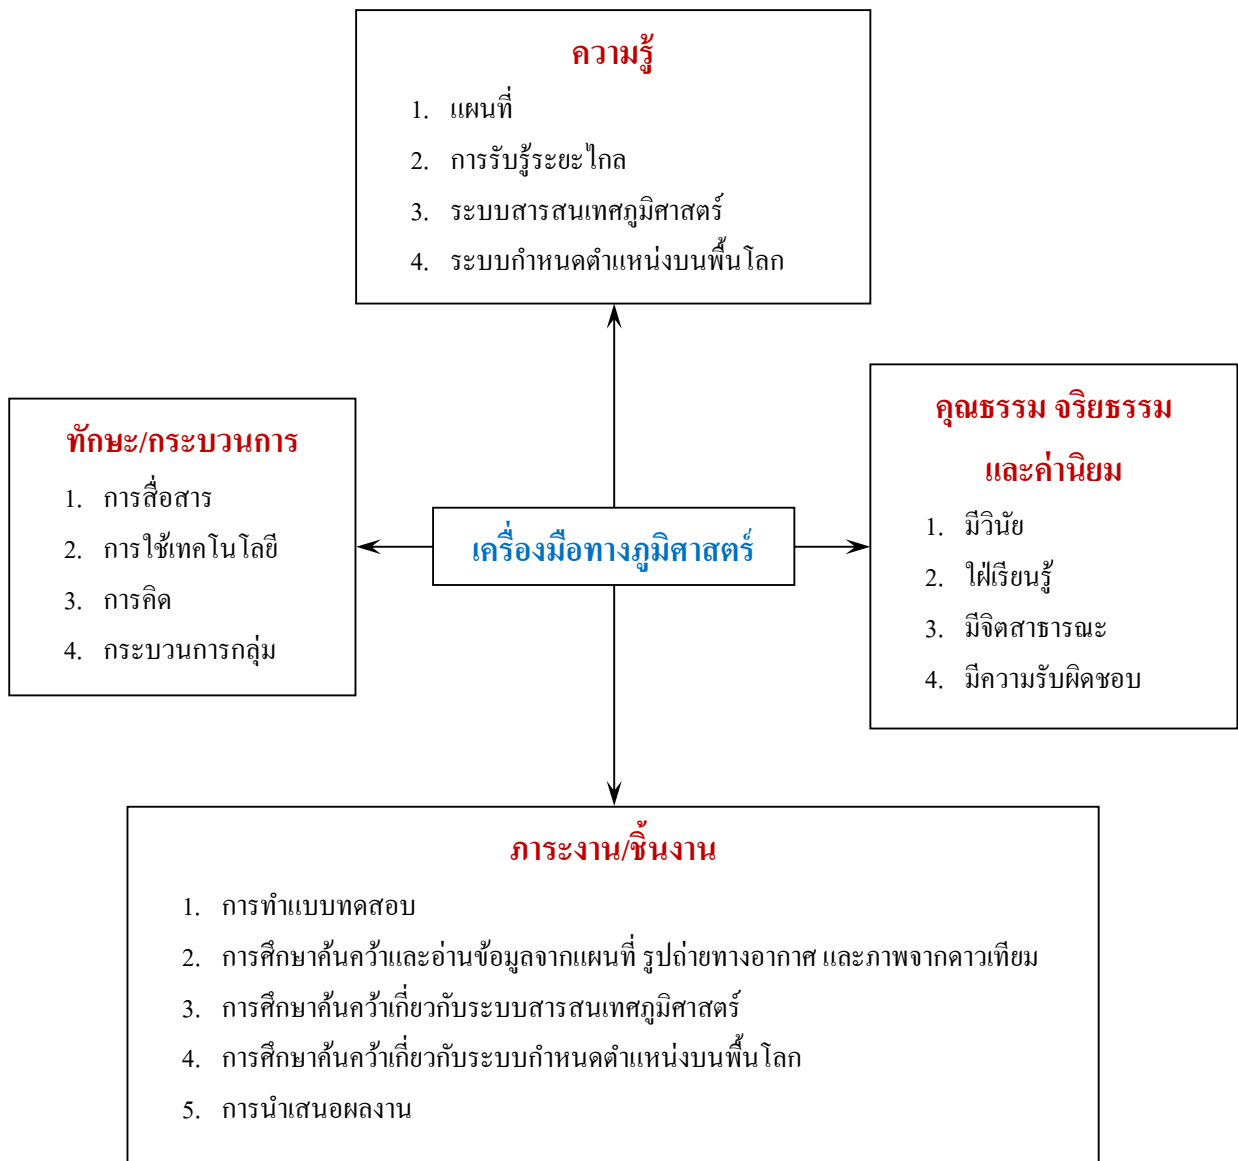 ความรู้
1. แผนที่
2. การรับรู้ระยะไกล
3. ระบบสารสนเทศภูมิศาสตร์
4. ระบบกำหนดตำแหน่งบนพื้นโลก
ทักษะ/กระบวนการ
1. การสื่อสาร
2. การใช้เทคโนโลยี
3. การคิด
4. กระบวนการกลุ่ม
เครื่องมือทางภูมิศาสตร์
คุณธรรม จริยธรรม
และค่านิยม
1. มีวินัย
2. ใฝ่เรียนรู้
3. มีจิตสาธารณะ
4. มีความรับผิดชอบ
ภาระงาน/ชิ้นงาน
1. การทำแบบทดสอบ
2. การศึกษาค้นคว้าและอ่านข้อมูลจากแผนที่ รูปถ่ายทางอากาศ และภาพจากดาวเทียม
3. การศึกษาค้นคว้าเกี่ยวกับระบบสารสนเทศภูมิศาสตร์
4. การศึกษาค้นคว้าเกี่ยวกับระบบกำหนดตำแหน่งบนพื้นโลก
5. การนำเสนอผลงาน